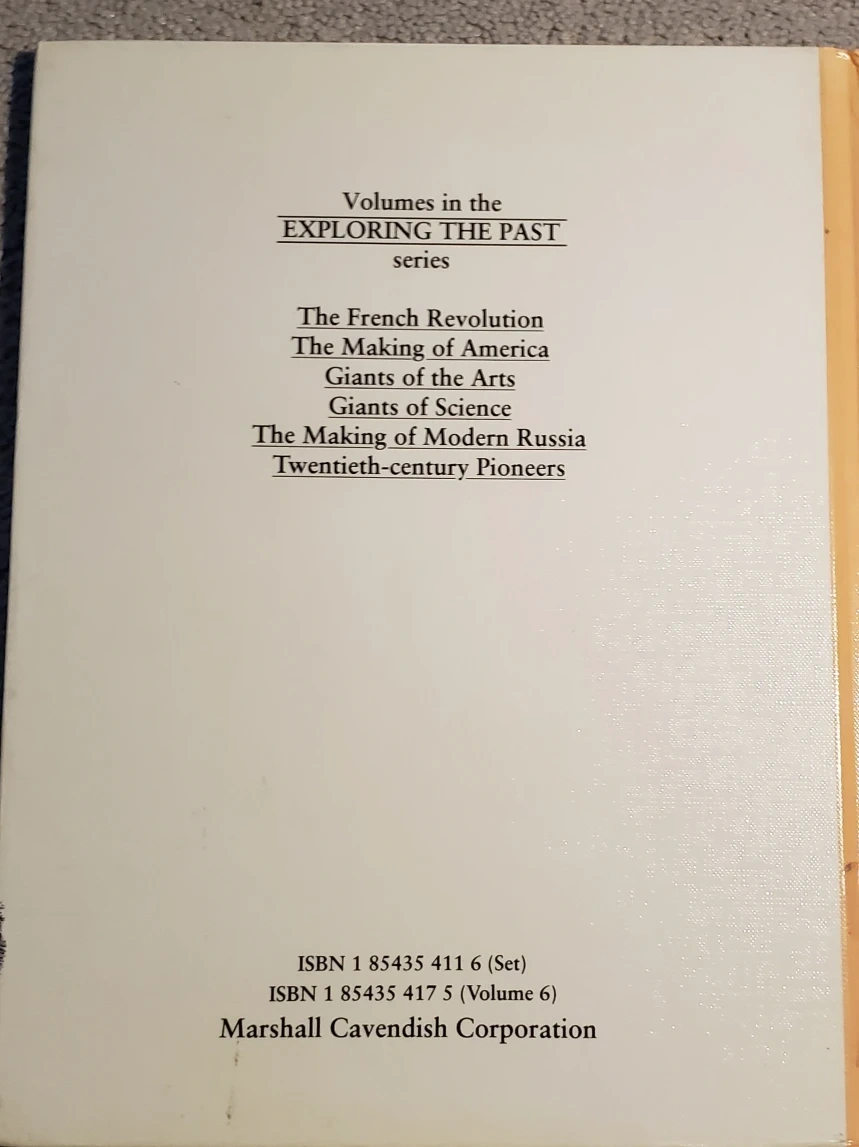 Volumes in the
EXPLORING THE PAST
series
The French Revolution
The Making of America
Giants of the Arts
Giants of Science
The Making of Modern Russia
Twentieth-century Pioneers
ISBN 1 85435 411 6 (Set)
ISBN 1 85435 417 5 (Volume 6)
Marshall Cavendish Corporation